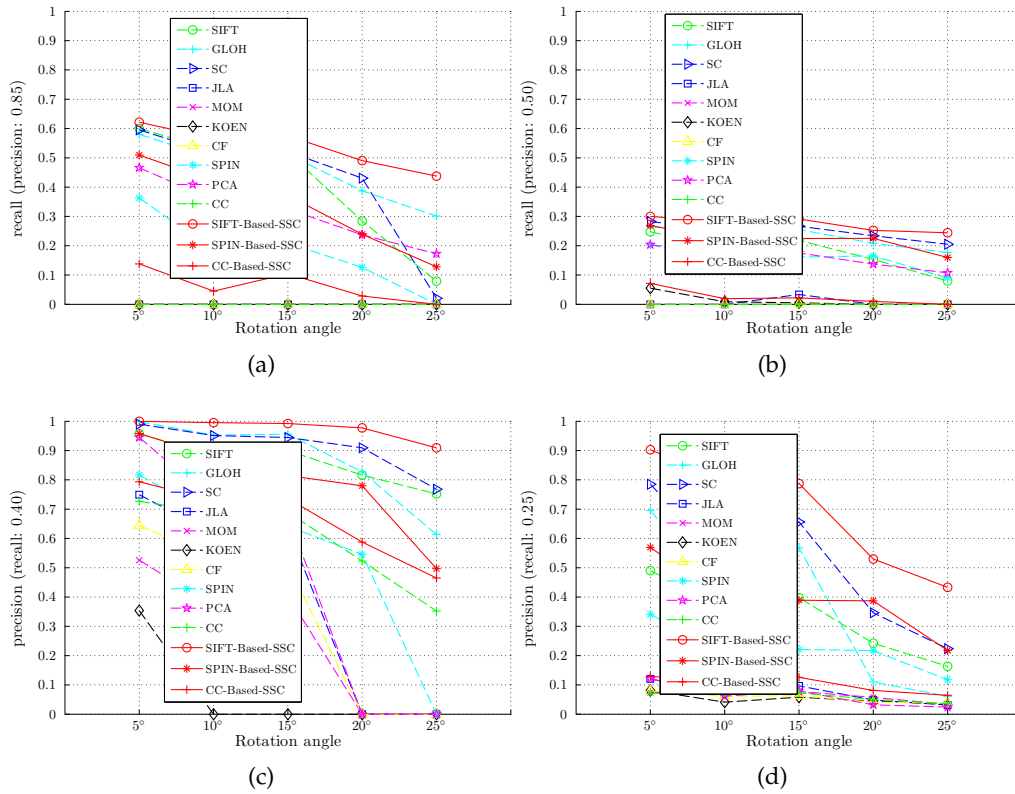 1
0.9
0.8
0.7
0.6
0.5
0.4
0.3
0.2
0.1
0
recall (precision: 0.85)
SIFT
GLOH
SC
JLA
MOM
KOEN
CF
SPIN
PCA
CC
SIFT-Based-SSC
SPIN-Based-SSC
CC-Based-SSC
5° 10° 15° 20° 25°
Rotation angle
(a)
1
0.9
0.8
0.7
0.6
0.5
0.4
0.3
0.2
0.1
0
recall (precision: 0.50)
SIFT
GLOH
SC
JLA
MOM
KOEN
CF
SPIN
PCA
CC
SIFT-Based-SSC
SPIN-Based-SSC
CC-Based-SSC
5° 10° 15° 20° 25°
Rotation angle
(b)
1
0.9
0.8
0.7
0.6
0.5
0.4
0.3
0.2
0.1
0
precision (recall: 0.40)
SIFT
GLOH
SC
JLA
MOM
KOEN
CF
SPIN
PCA
CC
SIFT-Based-SSC
SPIN-Based-SSC
CC-Based-SSC
5° 10° 15° 20° 25°
Rotation angle
(c)
1
0.9
0.8
0.7
0.6
0.5
0.4
0.3
0.2
0.1
0
precision (recall: 0.25)
SIFT
GLOH
SC
JLA
MOM
KOEN
CF
SPIN
PCA
CC
SIFT-Based-SSC
SPIN-Based-SSC
CC-Based-SSC
5° 10° 15° 20° 25°
Rotation angle
(d)